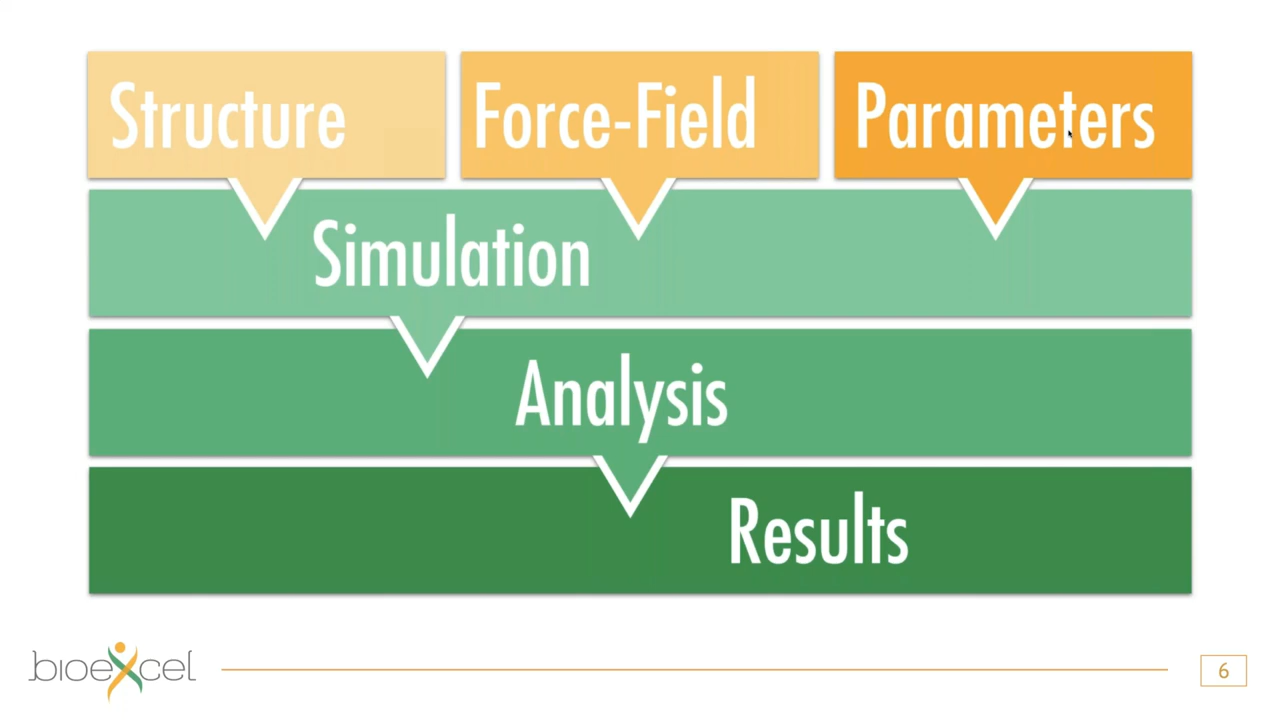 Structure
Force-Field
Parameters
Simulation
Analysis
Results
bioexcel
6